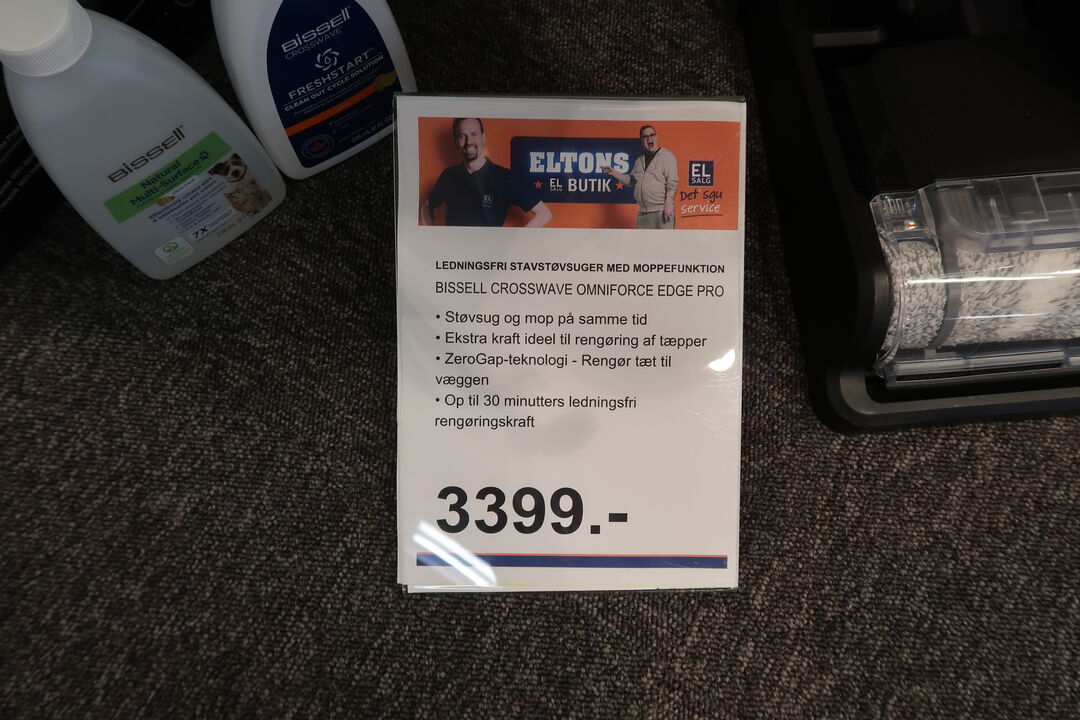 Bissell
Natural
Multi-Surface
7X
Bissell
CROSSWAVE
FRESHSTART
CLEAN OUT CYCLE SOLUTION
ELTONS
EL
SALG
BUTIK
EL
EL
SALG
Det sgu
service
LEDNINGSFRI STAVSTØVSUGER MED MOPPEFUNKTION
BISSELL CROSSWAVE OMNIFORCE EDGE PRO
• Støvsug og mop på samme tid
• Ekstra kraft ideel til rengøring af tæpper
• ZeroGap-teknologi - Rengør tæt til
væggen
• Op til 30 minutters ledningsfri
rengøringskraft
3399.-